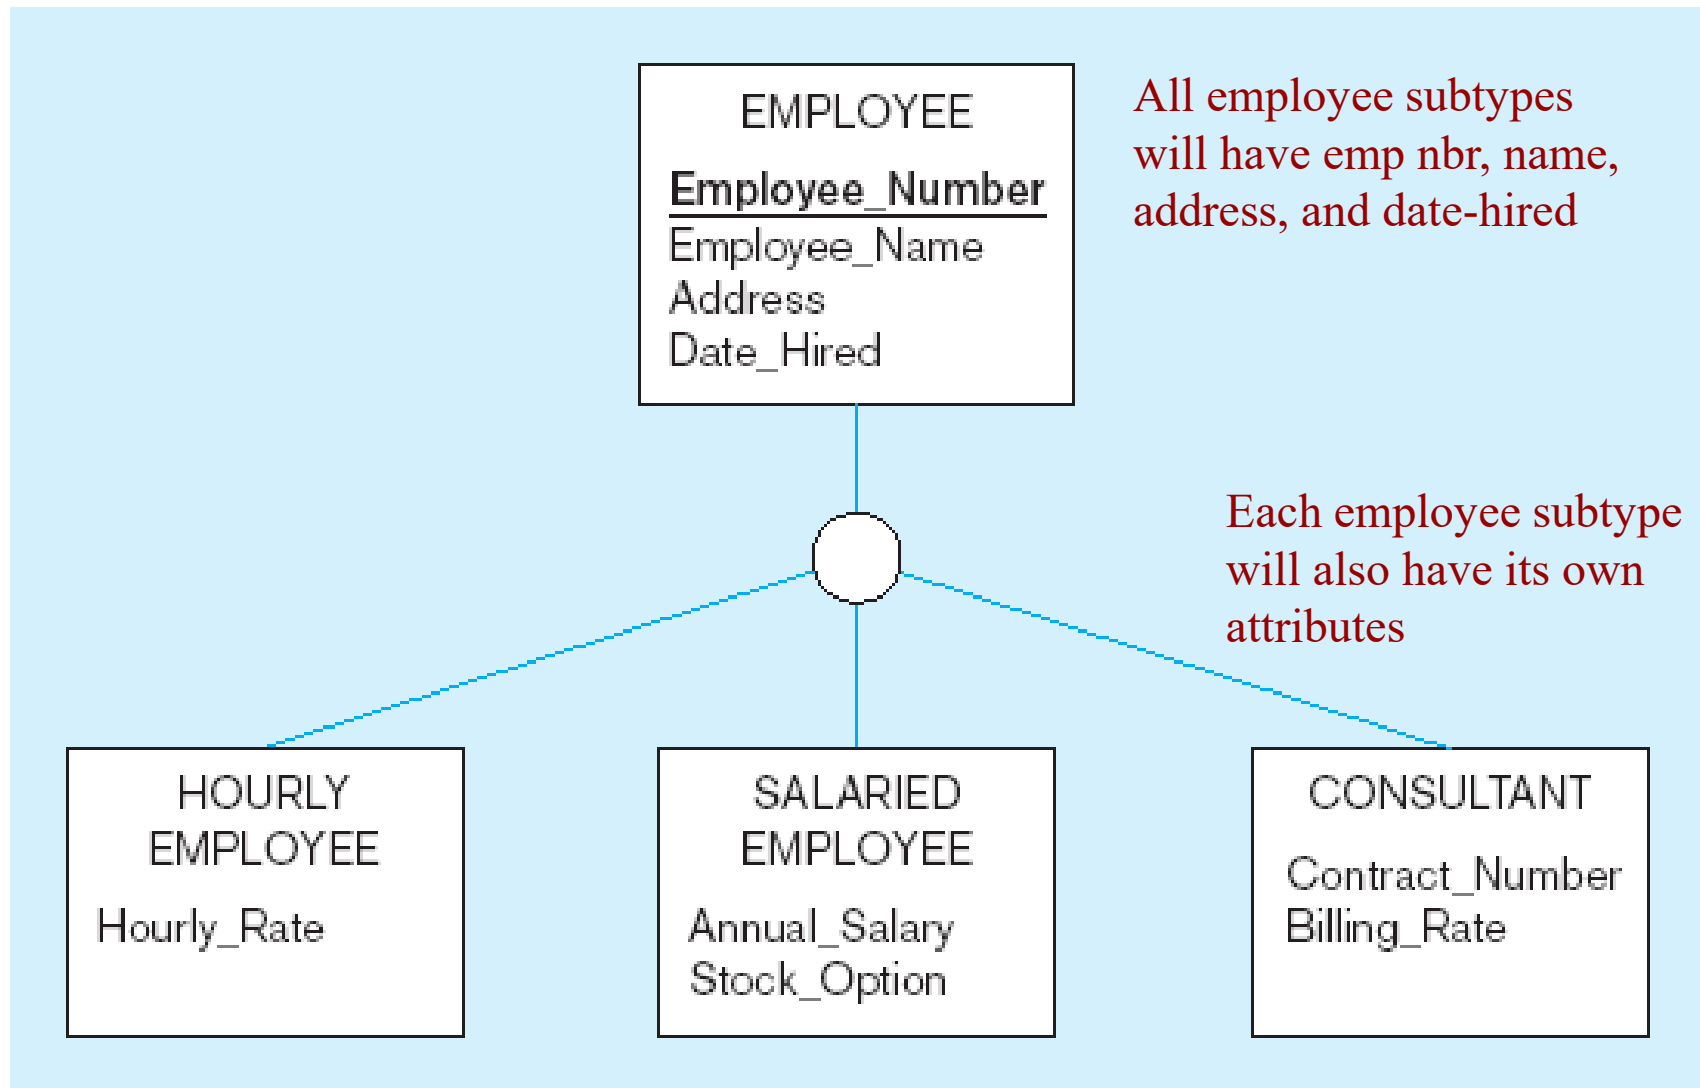 EMPLOYEE
Employee_Number
Employee_Name
Address
Date_Hired
All employee subtypes
will have emp nbr, name,
address, and date-hired
Each employee subtype
will also have its own
attributes
HOURLY
EMPLOYEE
Hourly_Rate
SALARIED
EMPLOYEE
Annual_Salary
Stock_Option
CONSULTANT
Contract_Number
Billing_Rate